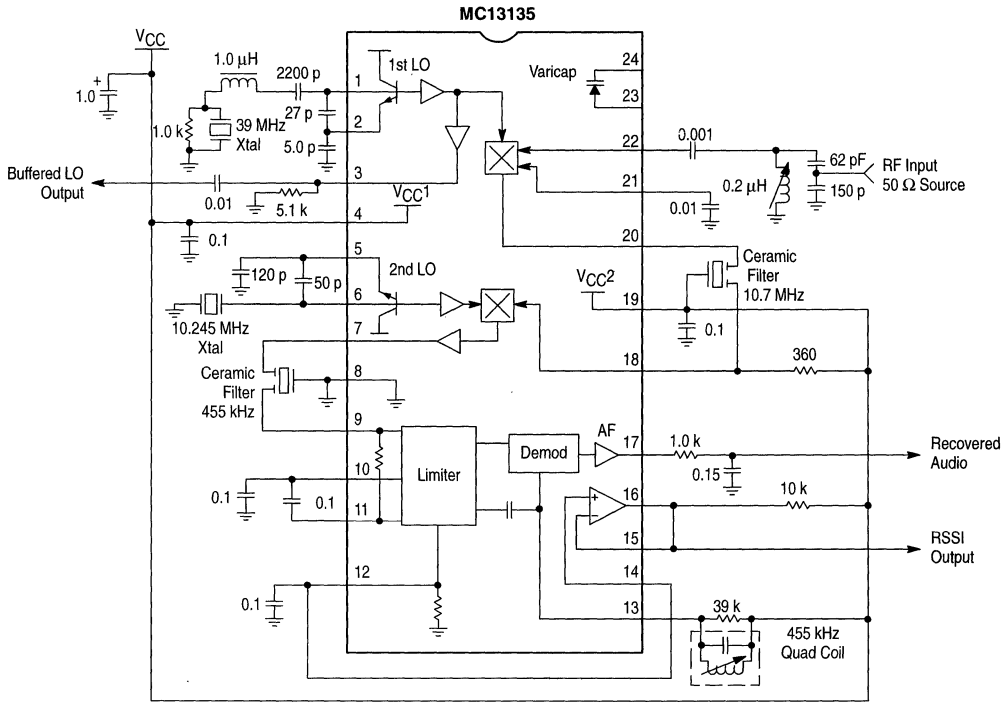 MC13135
VCC
1.0
+
1.0 µH
2200 p
1
1st LO
24
Varicap
23
27 p
2
1.0 k
39 MHz
Xtal
5.0 p
22
0.001
62 pF
RF Input
50 Ω Source
150 p
0.2 µH
21
0.01
Buffered LO
Output
0.01
3
5.1 k
VCC1
4
0.1
20
Ceramic
Filter
10.7 MHz
5
120 p
50 p
2nd LO
6
VCC2
19
0.1
10.245 MHz
Xtal
7
18
360
Ceramic
Filter
455 kHz
8
9
AF
17
1.0 k
Recovered
Audio
Demod
0.15
Limiter
10
0.1
0.1
11
+
–
16
10 k
15
RSSI
Output
14
12
0.1
13
39 k
455 kHz
Quad Coil